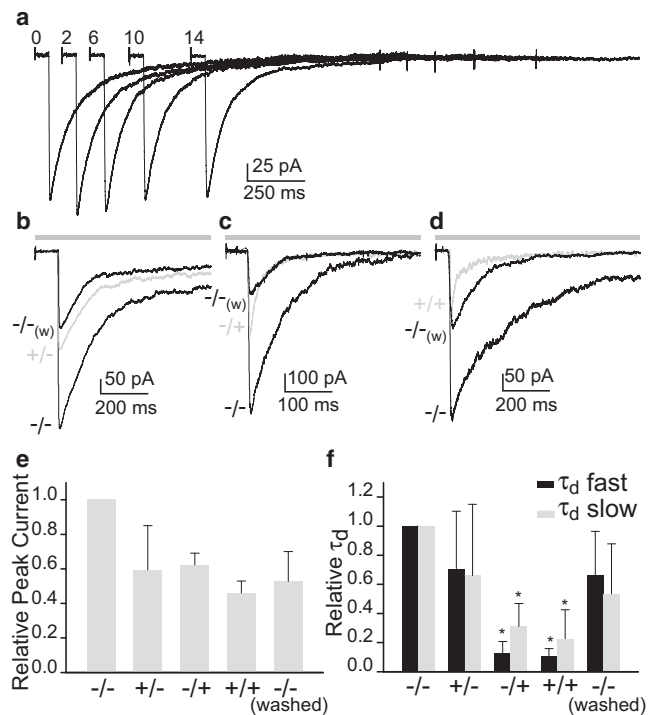 a
0 2 6 10 14
25 pA
250 ms
b
c
d
-/-(w)
+/-
-/-
50 pA
200 ms
-/-(w)
-/+
-/-
100 pA
100 ms
+/+
-/-(w)
-/-
50 pA
200 ms
e
Relative Peak Current
1.0
0.8
0.6
0.4
0.2
0.0
-/- +/- -/+ +/+ -/-
(washed)
f
τd fast
τd slow
Relative τd
1.2
1.0
0.8
0.6
0.4
0.2
0.0
* * * *
-/- +/- -/+ +/+ -/-
(washed)